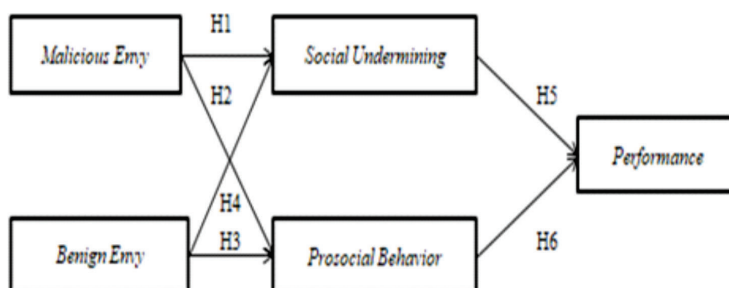 H1
Malicious Envy
Social Undermining
H2
H5
Performance
H4
H3
Benign Envy
Prosocial Behavior
H6